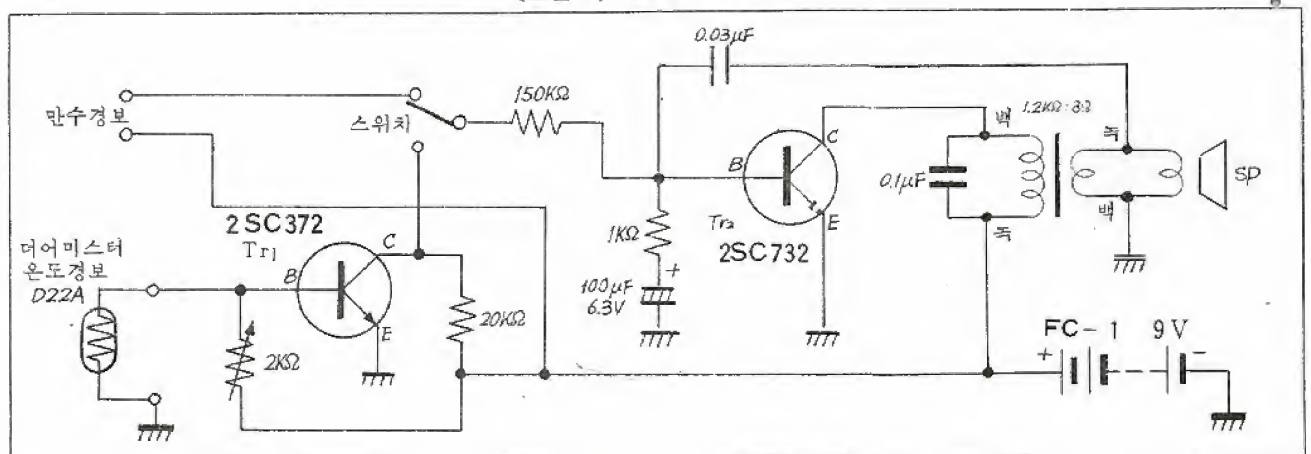 0.03μF
만수경보
스위치
150KΩ
백
1.2KΩ:8Ω
녹
C
B
0.1μF
SP
E
1KΩ
Tr₂
2SC732
백
녹
2SC372
Tr₁
더어미스터
온도경보
D22A
C
B
E
+
100μF
6.3V
20KΩ
2KΩ
FC-1 9V
+ -